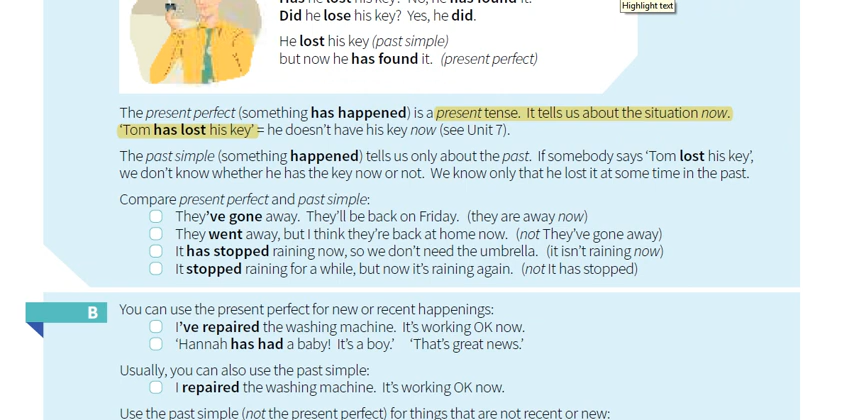 Has he lost his key? No, he has found it.
Did he lose his key? Yes, he did.
Highlight text
He lost his key (past simple)
but now he has found it. (present perfect)
The present perfect (something has happened) is a present tense. It tells us about the situation now.
‘Tom has lost his key’ = he doesn’t have his key now (see Unit 7).
The past simple (something happened) tells us only about the past. If somebody says ‘Tom lost his key’,
we don’t know whether he has the key now or not. We know only that he lost it at some time in the past.
Compare present perfect and past simple:
They’ve gone away. They’ll be back on Friday. (they are away now)
They went away, but I think they’re back at home now. (not They’ve gone away)
It has stopped raining now, so we don’t need the umbrella. (it isn’t raining now)
It stopped raining for a while, but now it’s raining again. (not It has stopped)
B
You can use the present perfect for new or recent happenings:
I’ve repaired the washing machine. It’s working OK now.
‘Hannah has had a baby! It’s a boy.’ ‘That’s great news.’
Usually, you can also use the past simple:
I repaired the washing machine. It’s working OK now.
Use the past simple (not the present perfect) for things that are not recent or new: